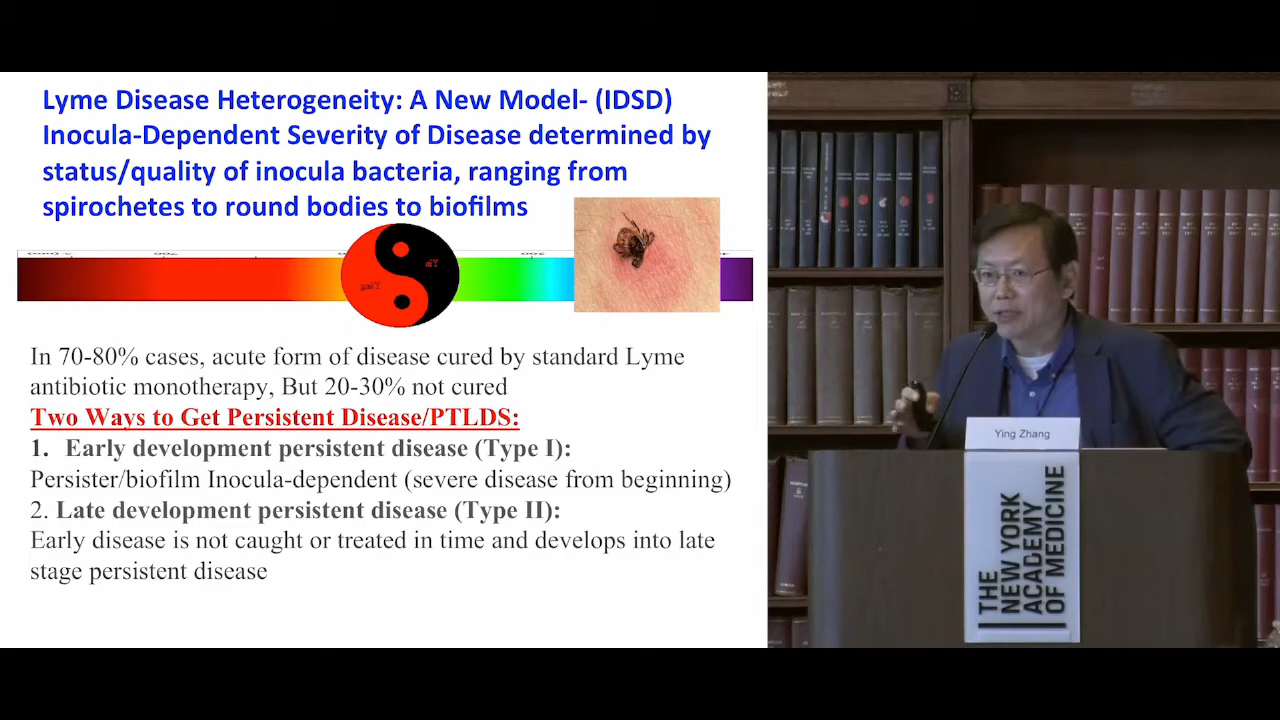 Lyme Disease Heterogeneity: A New Model- (IDSD)
Inocula-Dependent Severity of Disease determined by
status/quality of inocula bacteria, ranging from
spirochetes to round bodies to biofilms
In 70-80% cases, acute form of disease cured by standard Lyme
antibiotic monotherapy, But 20-30% not cured
Two Ways to Get Persistent Disease/PTLDS:
1. Early development persistent disease (Type I):
Persister/biofilm Inocula-dependent (severe disease from beginning)
2. Late development persistent disease (Type II):
Early disease is not caught or treated in time and develops into late
stage persistent disease
Ying Zhang
THE
NEW YORK
ACADEMY
OF MEDICINE